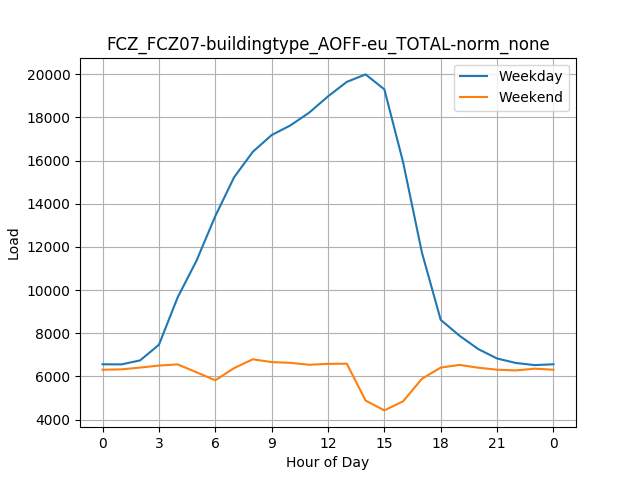 FCZ_FCZ07-buildingtype_AOFF-eu_TOTAL-norm_none
Weekday
Weekend
20000
18000
16000
14000
12000
10000
8000
6000
4000
Load
0 3 6 9 12 15 18 21 0
Hour of Day